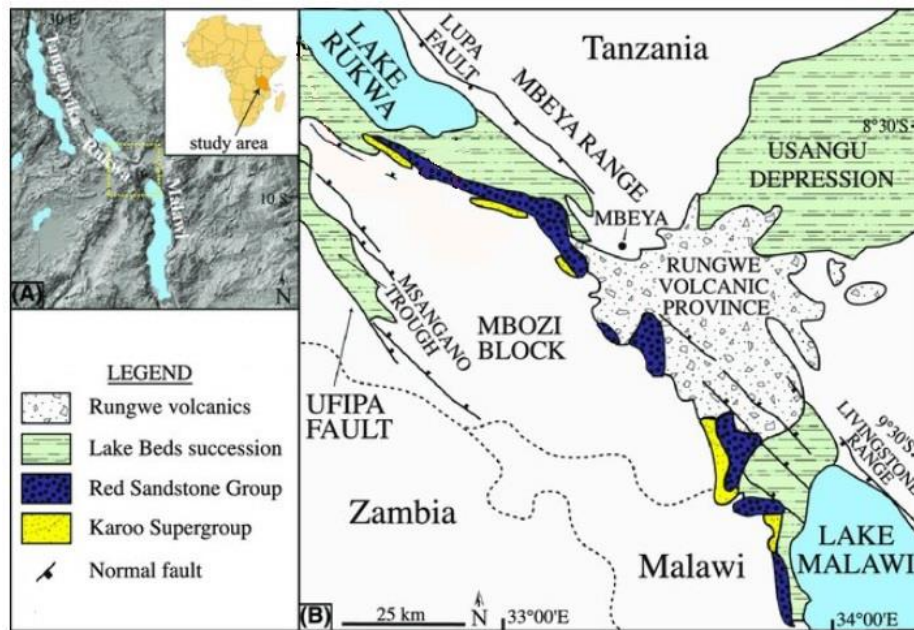 30 E
Tanganyika
Rukwa
Malawi
10 S
N
(A)
study area
LEGEND
Rungwe volcanics
Lake Beds succession
Red Sandstone Group
Karoo Supergroup
Normal fault
LAKE
RUKWA
LUPA
FAULT
MBEYA RANGE
Tanzania
8°30'S
USANGU
DEPRESSION
MBEYA
RUNGWE
VOLCANIC
PROVINCE
MSANGANO
TROUGH
MBOZI
BLOCK
UFIPA
FAULT
LIVINGSTONE
RANGE
9°30'S
Zambia
Malawi
LAKE
MALAWI
(B)
25 km
N
33°00'E
34°00'E